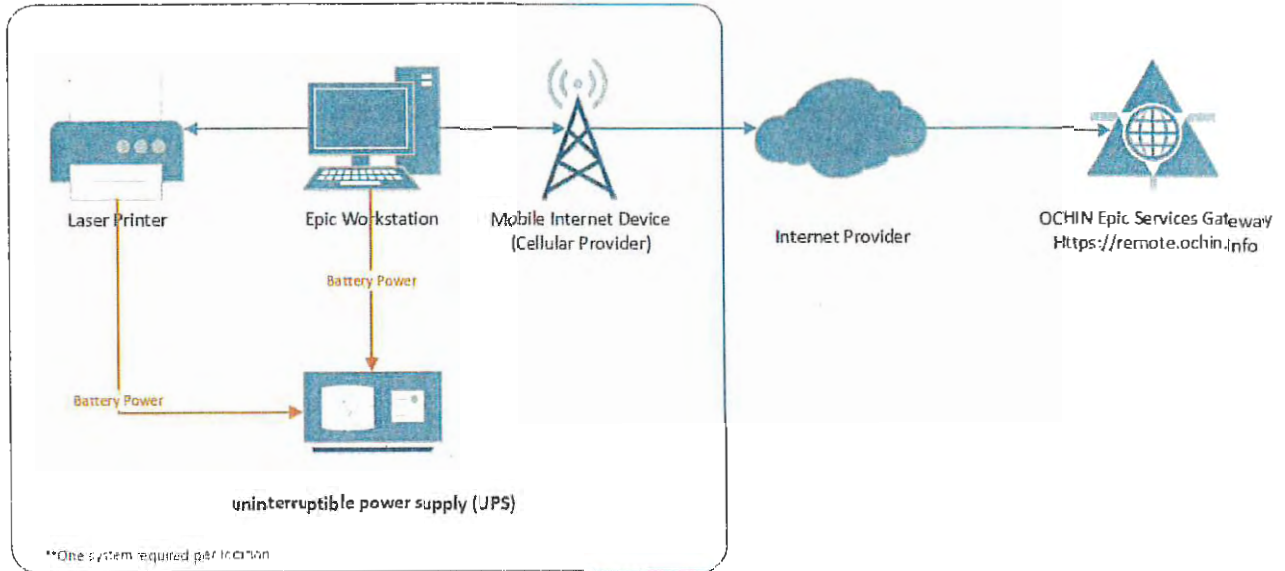 Laser Printer
Epic Workstation
Mobile Internet Device
(Cellular Provider)
Internet Provider
OCHIN Epic Services Gateway
Https://remote.ochin.Info
Battery Power
Battery Power
uninterruptible power supply (UPS)
**One system required per location